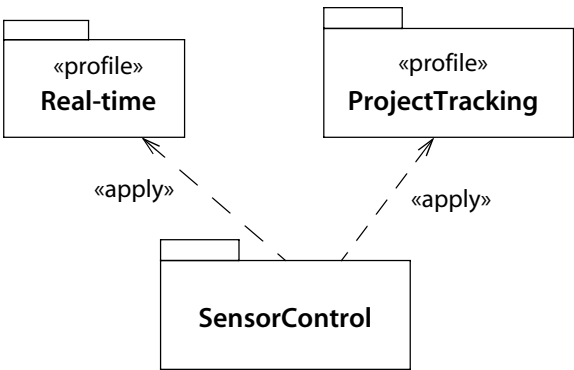 «profile»
Real-time
«profile»
ProjectTracking
«apply»
«apply»
SensorControl